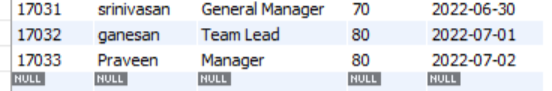 17031 srinivasan General Manager 70 2022-06-30
17032 ganesan Team Lead 80 2022-07-01
17033 Praveen Manager 80 2022-07-02
NULL NULL NULL NULL NULL